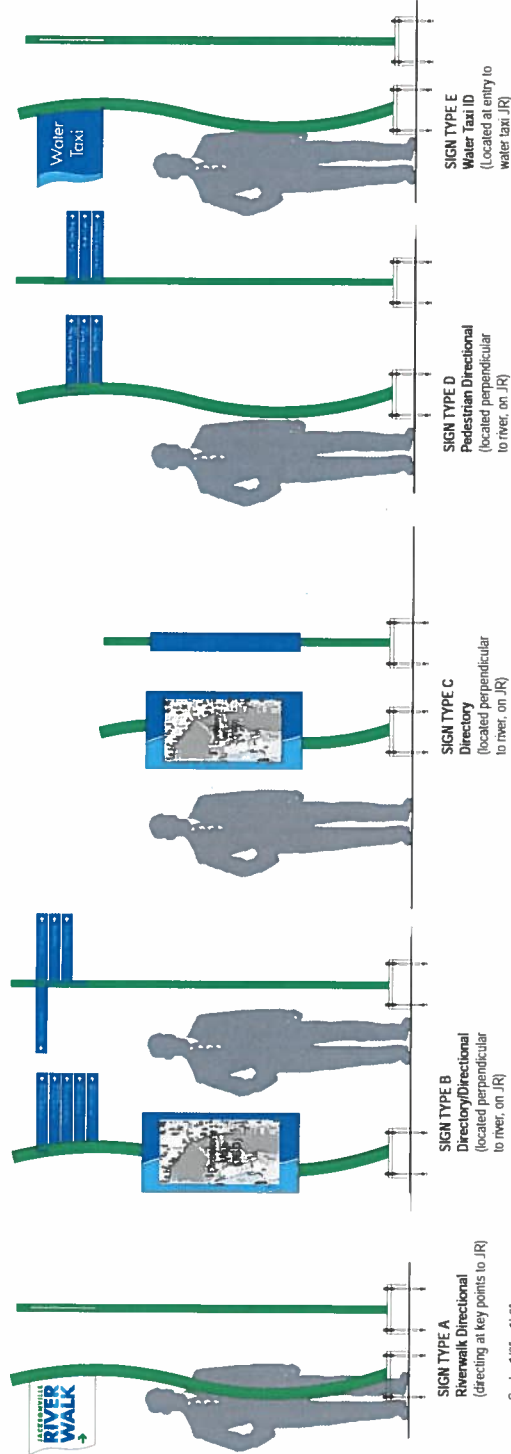 JACKSONVILLE
RIVER
WALK
SIGN TYPE A
Riverwalk Directional
(directing at key points to JR)
SIGN TYPE B
Directory/Directional
(located perpendicular
to river, on JR)
SIGN TYPE C
Directory
(located perpendicular
to river, on JR)
SIGN TYPE D
Pedestrian Directional
(located perpendicular
to river, on JR)
Water
Taxi
SIGN TYPE E
Water Taxi ID
(Located at entry to
water taxi JR)